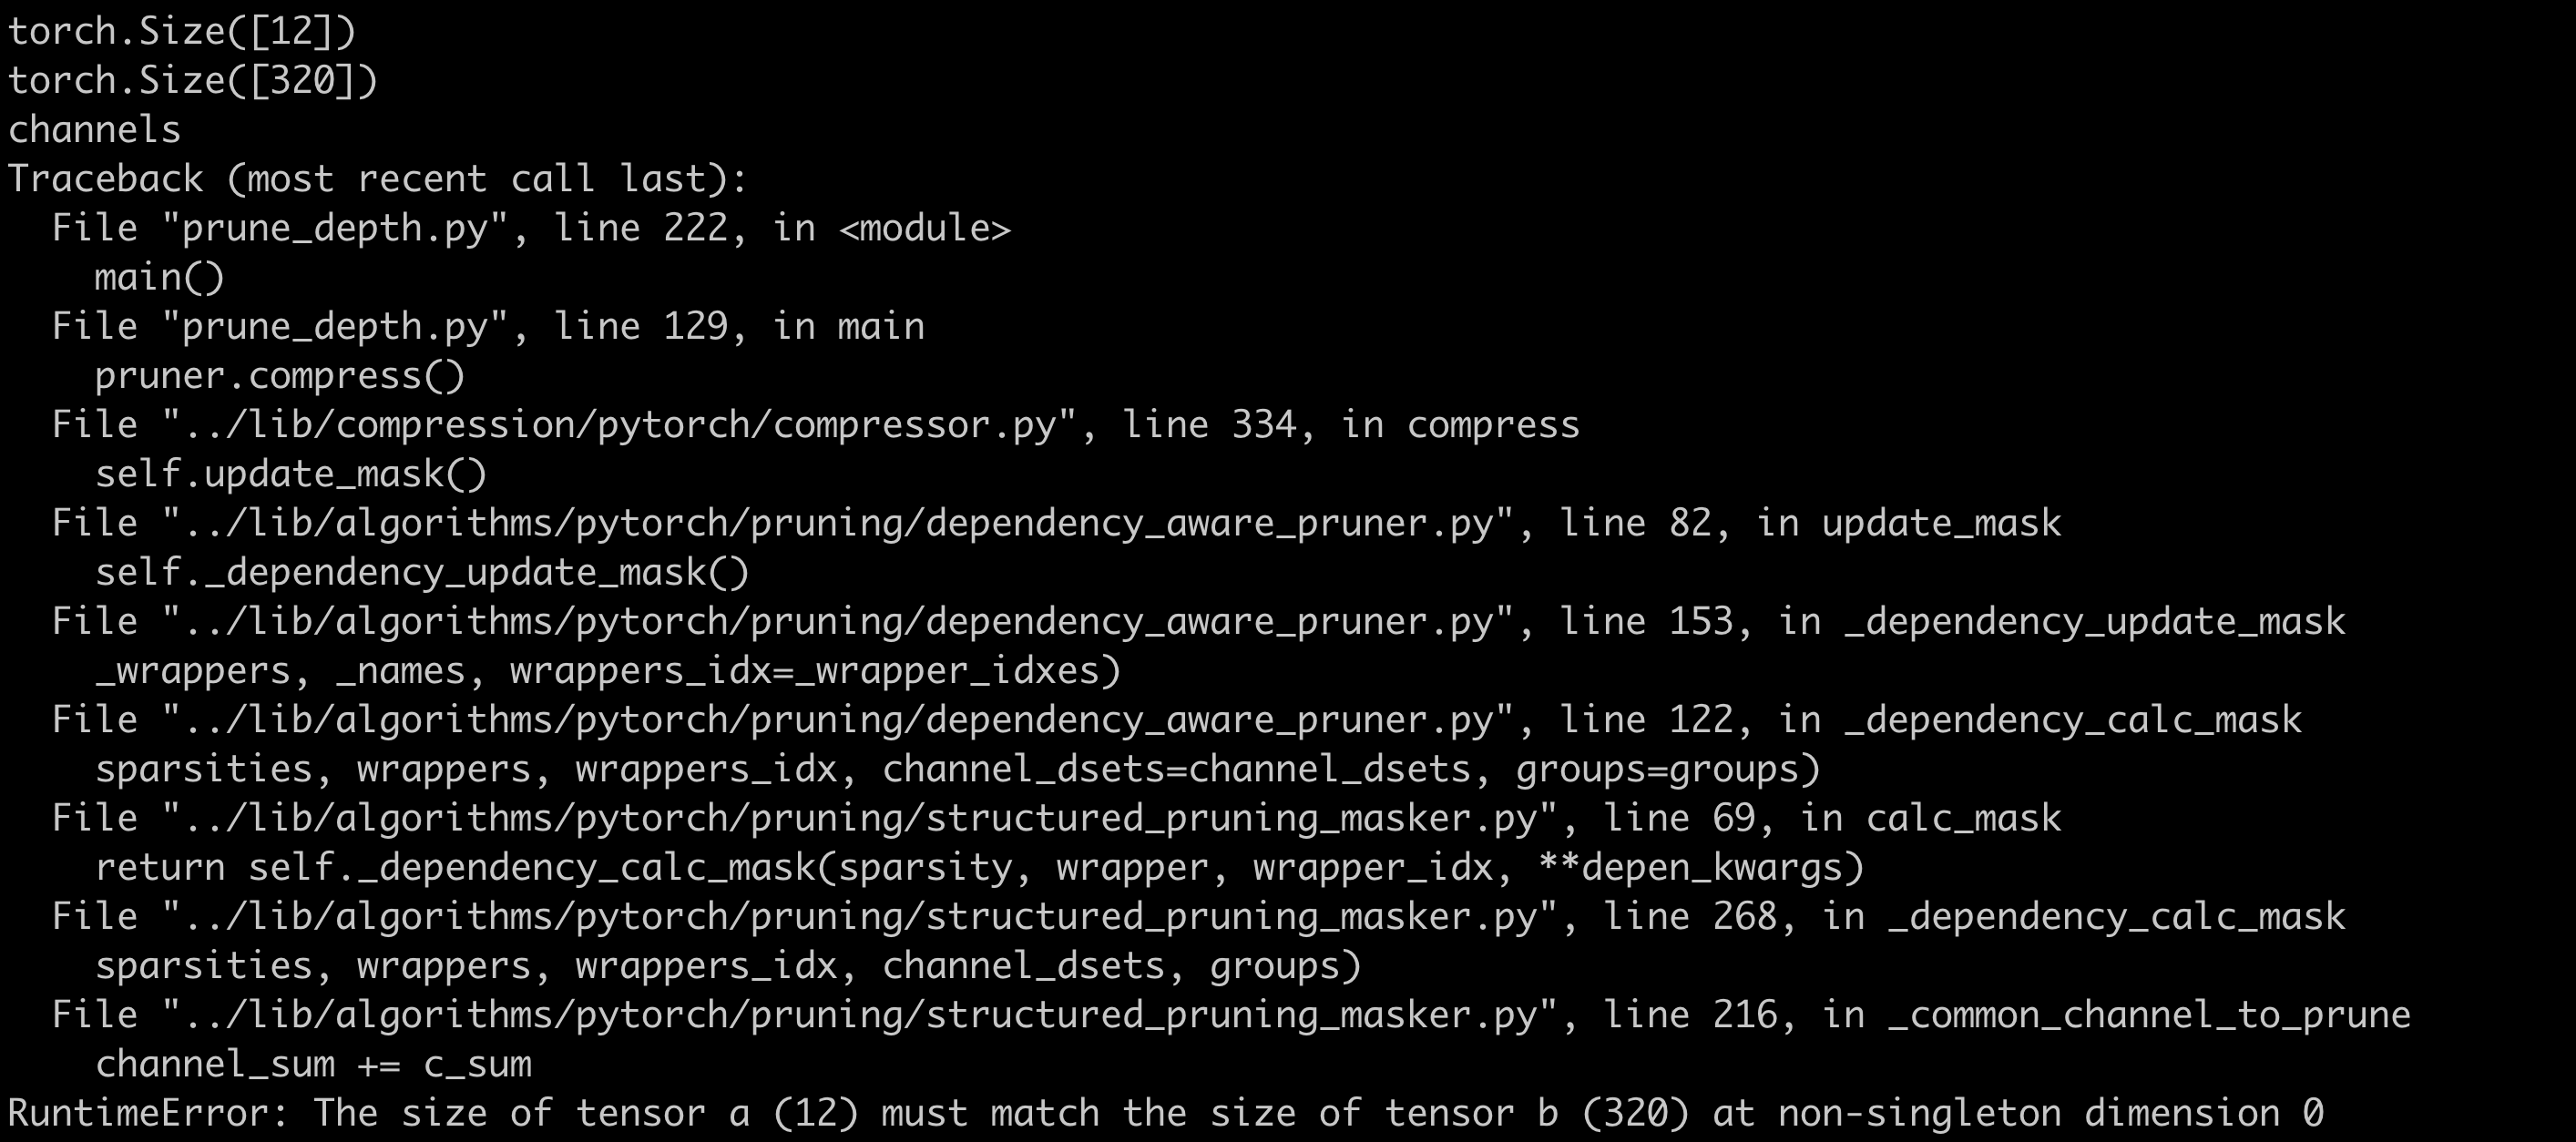 torch.Size([12])
torch.Size([320])
channels
Traceback (most recent call last):
  File "prune_depth.py", line 222, in <module>
    main()
  File "prune_depth.py", line 129, in main
    pruner.compress()
  File "../lib/compression/pytorch/compressor.py", line 334, in compress
    self.update_mask()
  File "../lib/algorithms/pytorch/pruning/dependency_aware_pruner.py", line 82, in update_mask
    self._dependency_update_mask()
  File "../lib/algorithms/pytorch/pruning/dependency_aware_pruner.py", line 153, in _dependency_update_mask
    _wrappers, _names, wrappers_idx=_wrapper_idxes)
  File "../lib/algorithms/pytorch/pruning/dependency_aware_pruner.py", line 122, in _dependency_calc_mask
    sparsities, wrappers, wrappers_idx, channel_dsets=channel_dsets, groups=groups)
  File "../lib/algorithms/pytorch/pruning/structured_pruning_masker.py", line 69, in calc_mask
    return self._dependency_calc_mask(sparsity, wrapper, wrapper_idx, **depen_kwargs)
  File "../lib/algorithms/pytorch/pruning/structured_pruning_masker.py", line 268, in _dependency_calc_mask
    sparsities, wrappers, wrappers_idx, channel_dsets, groups)
  File "../lib/algorithms/pytorch/pruning/structured_pruning_masker.py", line 216, in _common_channel_to_prune
    channel_sum += c_sum
RuntimeError: The size of tensor a (12) must match the size of tensor b (320) at non-singleton dimension 0